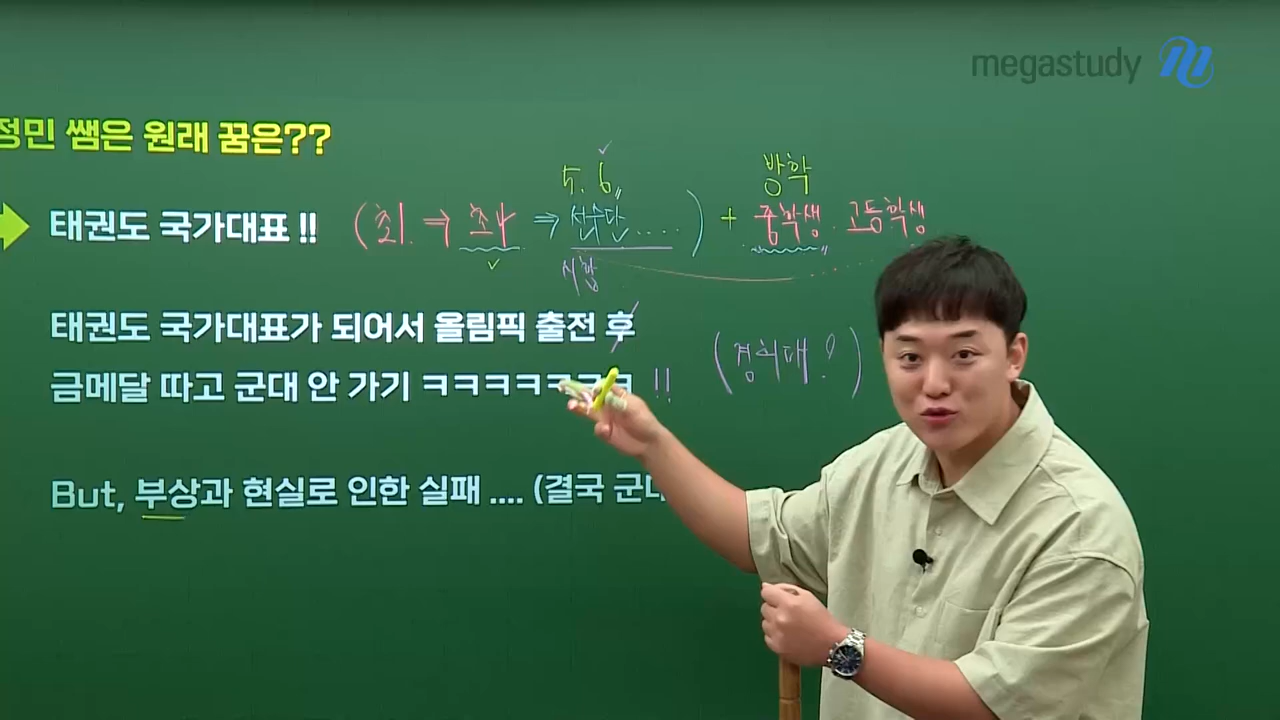 megastudy
정민 쌤은 원래 꿈은??
5. 6
방학
태권도 국가대표 !! (초1. ⇒ 초4 ⇒ 선수단.....) + 중학생. 고등학생
시합
태권도 국가대표가 되어서 올림픽 출전 후
(경희대?)
금메달 따고 군대 안 가기 ㅋㅋㅋㅋㅋㅋㅋ !!
But, 부상과 현실로 인한 실패 .... (결국 군대